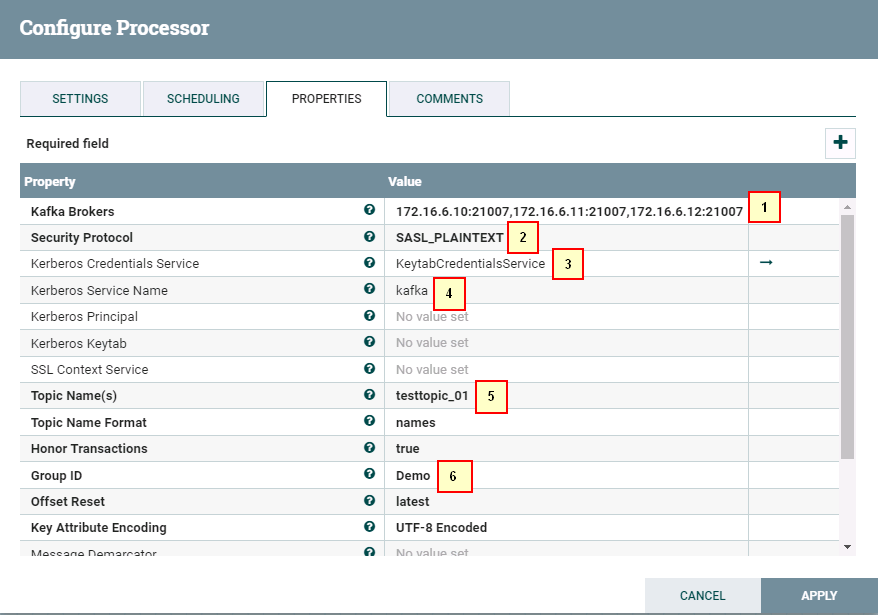 Configure Processor
SETTINGS SCHEDULING PROPERTIES COMMENTS
Required field
Property Value
Kafka Brokers 172.16.6.10:21007,172.16.6.11:21007,172.16.6.12:21007 1
Security Protocol SASL_PLAINTEXT 2
Kerberos Credentials Service KeytabCredentialsService 3
Kerberos Service Name kafka 4
Kerberos Principal No value set
Kerberos Keytab No value set
SSL Context Service No value set
Topic Name(s) testtopic_01 5
Topic Name Format names
Honor Transactions true
Group ID Demo 6
Offset Reset latest
Key Attribute Encoding UTF-8 Encoded
Message Demarcator No value set
CANCEL APPLY